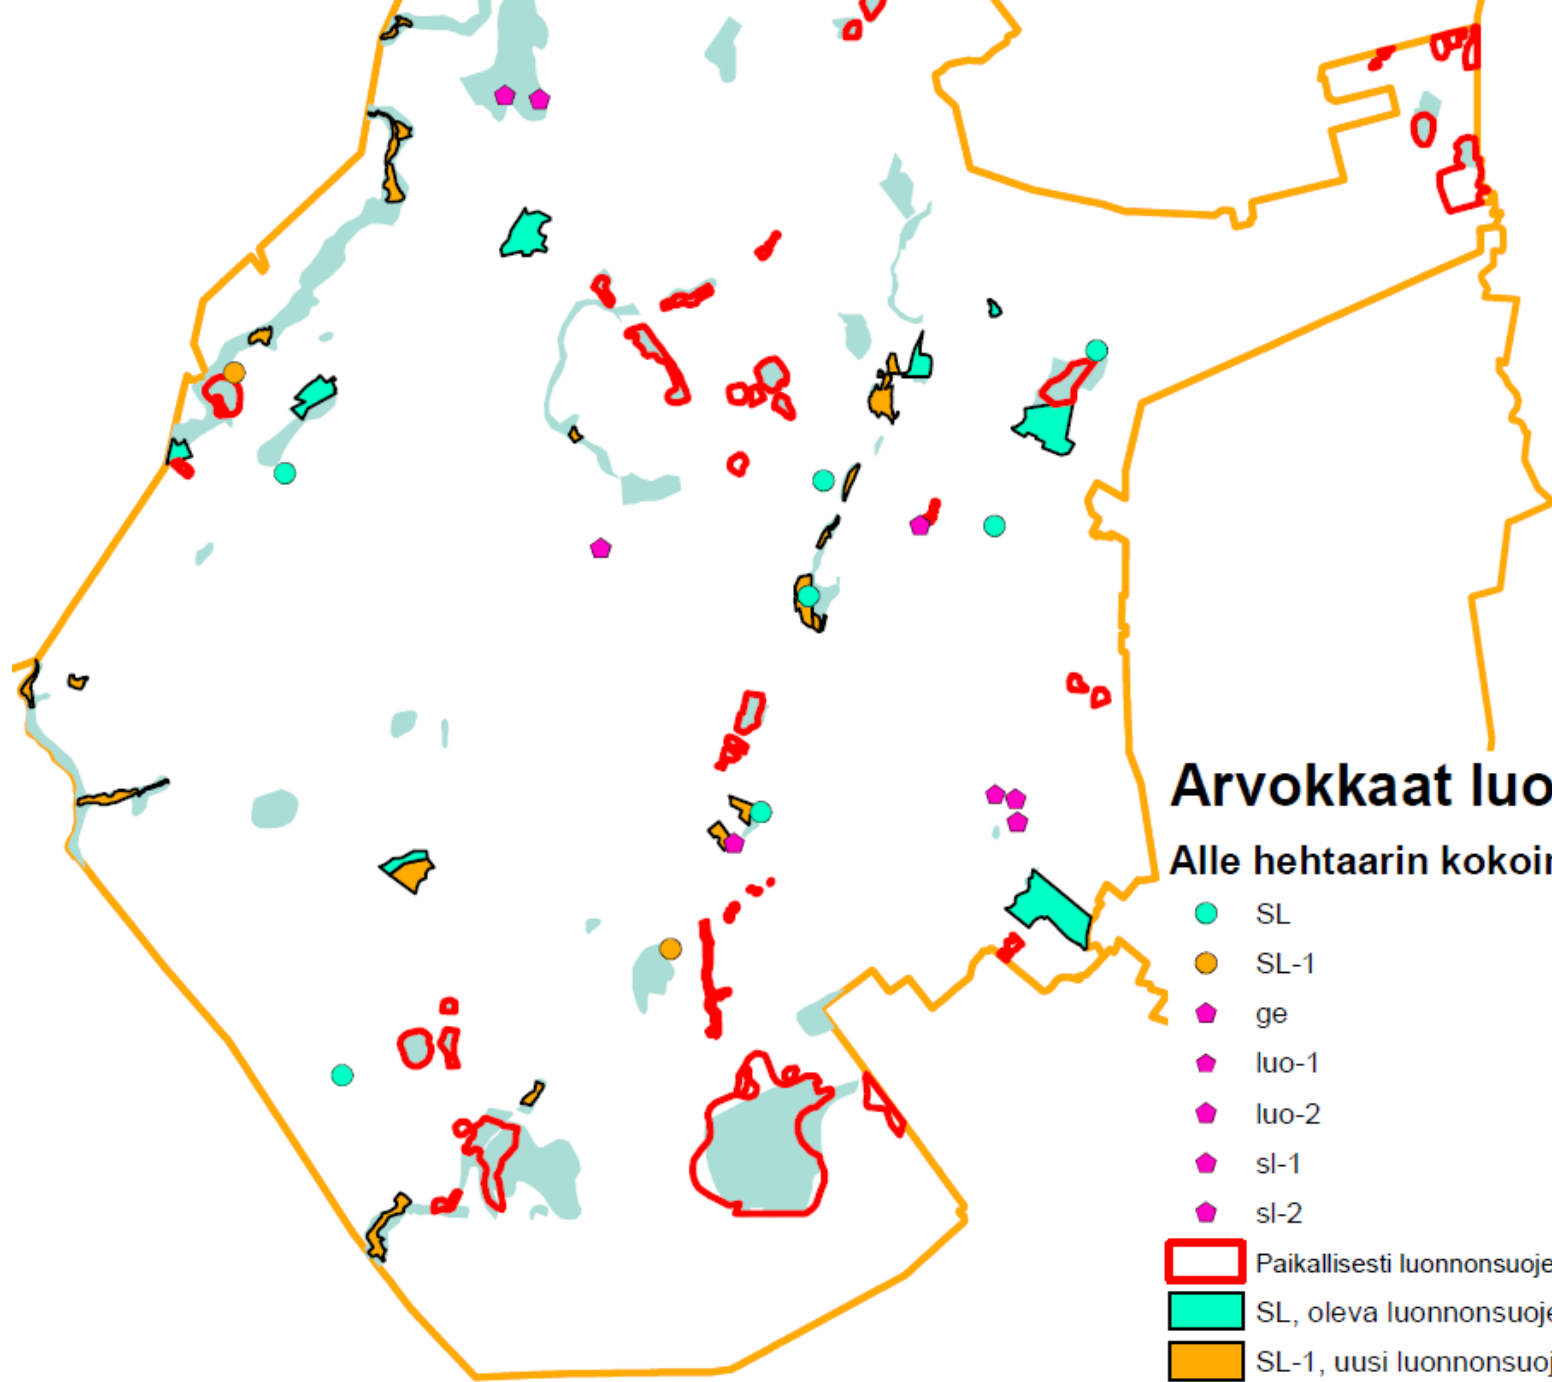 Arvokkaat luo
Alle hehtaarin kokoin
SL
SL-1
ge
luo-1
luo-2
sl-1
sl-2
Paikallisesti luonnonsuoje
SL, oleva luonnonsuoje
SL-1, uusi luonnonsuoj